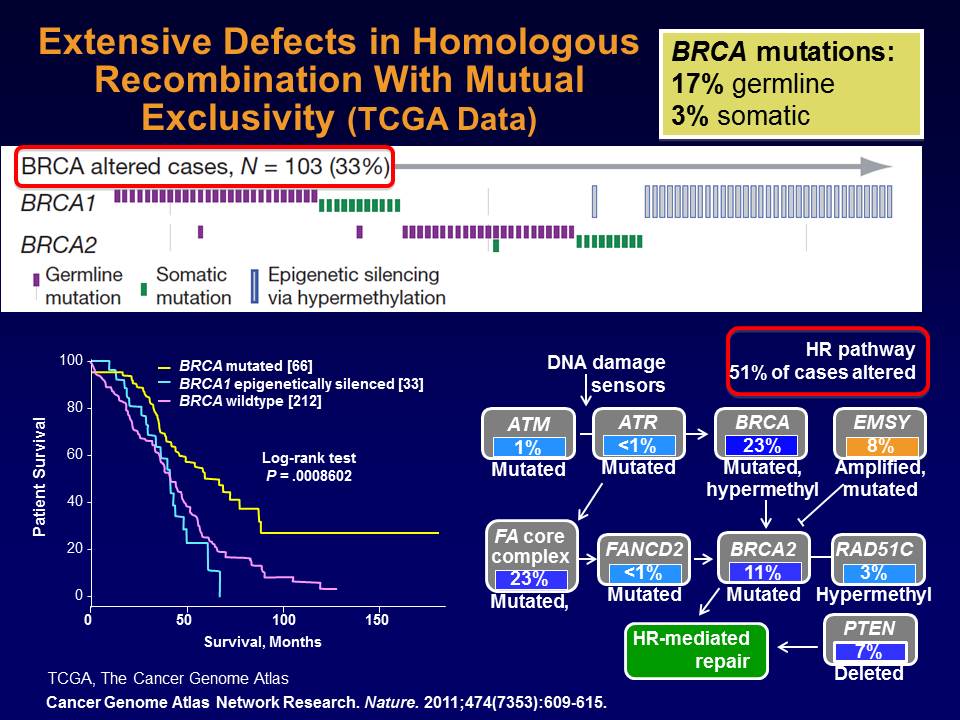 Extensive Defects in Homologous
Recombination With Mutual
Exclusivity (TCGA Data)
BRCA mutations:
17% germline
3% somatic
BRCA altered cases, N = 103 (33%)
BRCA1
BRCA2
Germline
mutation
Somatic
mutation
Epigenetic silencing
via hypermethylation
Patient Survival
100
80
60
40
20
0
0 50 100 150
Survival, Months
BRCA mutated [66]
BRCA1 epigenetically silenced [33]
BRCA wildtype [212]
Log-rank test
P = .0008602
HR pathway
51% of cases altered
DNA damage
sensors
ATM
1%
Mutated
ATR
<1%
Mutated
BRCA
23%
Mutated,
hypermethyl
EMSY
8%
Amplified,
mutated
FA core
complex
23%
Mutated,
FANCD2
<1%
Mutated
BRCA2
11%
Mutated
RAD51C
3%
Hypermethyl
HR-mediated
repair
PTEN
7%
Deleted
TCGA, The Cancer Genome Atlas
Cancer Genome Atlas Network Research. Nature. 2011;474(7353):609-615.